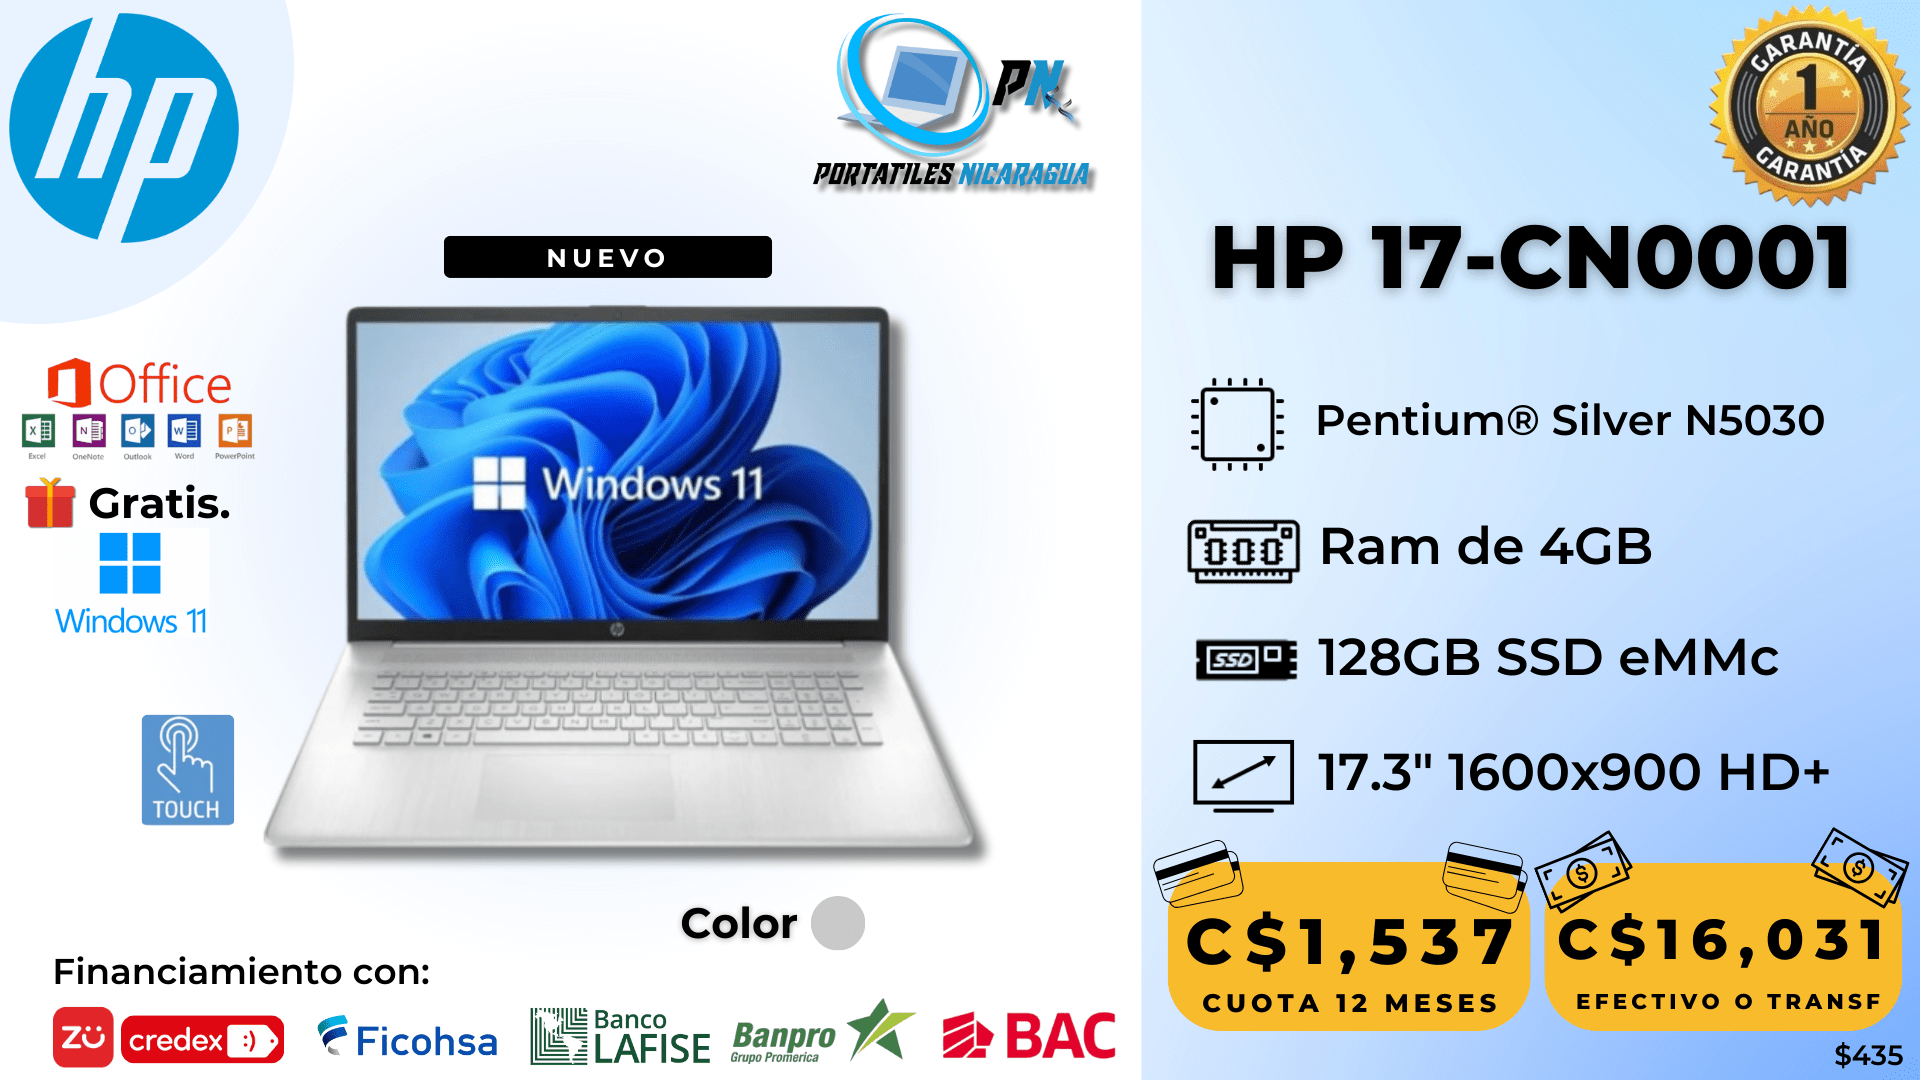 hp
PN
PORTATILES NICARAGUA
NUEVO
Office
Excel
OneNote
Outlook
Word
PowerPoint
Gratis.
Windows 11
Windows 11
TOUCH
Color
Financiamiento con:
zū
credex :)
Ficohsa
Banco
LAFISE
Banpro
Grupo Promerica
BAC
GARANTÍA
1
AÑO
GARANTÍA
HP 17-CN0001
Pentium® Silver N5030
Ram de 4GB
SSD
128GB SSD eMMc
17.3" 1600x900 HD+
C$1,537
CUOTA 12 MESES
C$16,031
EFECTIVO O TRANSF
$435